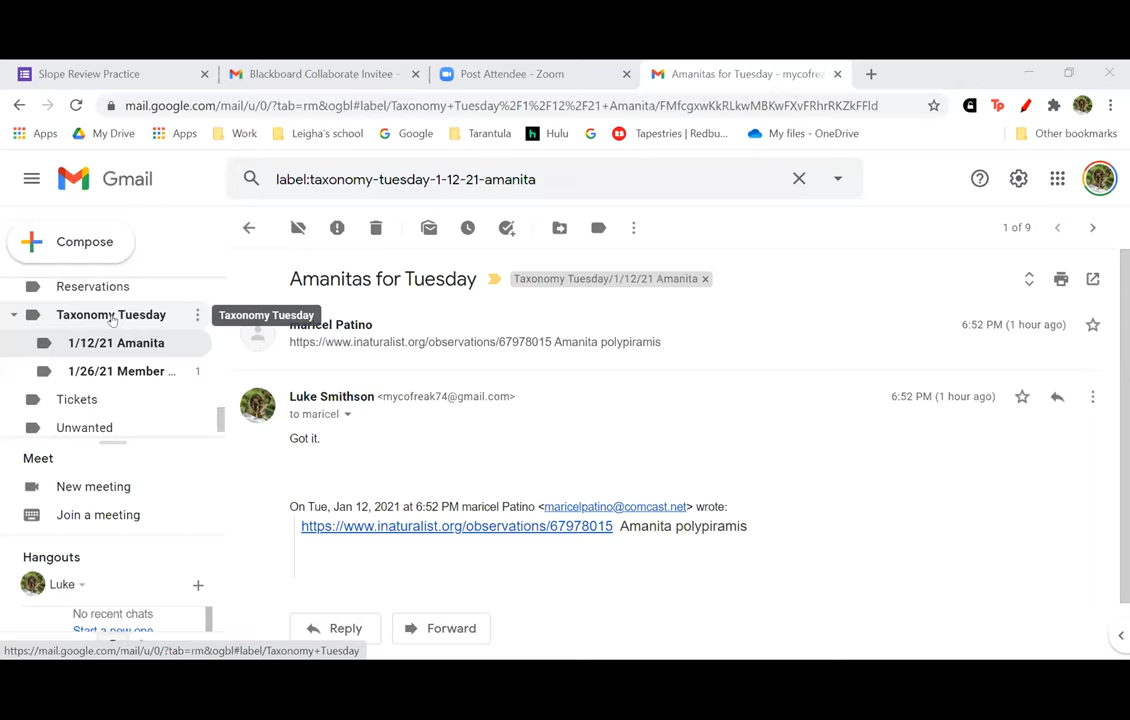 Slope Review Practice
Blackboard Collaborate Invitee -
Post Attendee - Zoom
Amanitas for Tuesday - mycofre
mail.google.com/mail/u/0/?tab=rm&ogbl#label/Taxonomy+Tuesday%2F1%2F12%2F21+Amanita/FMfcgxwKkRLkwMBKwFXvFRhrRKZkFFld
Tp
Apps
My Drive
Apps
Work
Leigha's school
Google
Tarantula
Hulu
Tapestries | Redbu...
My files - OneDrive
Other bookmarks
Gmail
label:taxonomy-tuesday-1-12-21-amanita
Compose
1 of 9
Reservations
Taxonomy Tuesday
Taxonomy Tuesday
1/12/21 Amanita
1/26/21 Member ... 1
Tickets
Unwanted
Meet
New meeting
Join a meeting
Hangouts
Luke
No recent chats
Start a new one
Amanitas for Tuesday
Taxonomy Tuesday/1/12/21 Amanita x
maricel Patino
6:52 PM (1 hour ago)
https://www.inaturalist.org/observations/67978015 Amanita polypiramis
Luke Smithson <mycofreak74@gmail.com>
6:52 PM (1 hour ago)
to maricel
Got it.
On Tue, Jan 12, 2021 at 6:52 PM maricel Patino <maricelpatino@comcast.net> wrote:
https://www.inaturalist.org/observations/67978015 Amanita polypiramis
Reply
Forward
https://mail.google.com/mail/u/0/?tab=rm&ogbl#label/Taxonomy+Tuesday